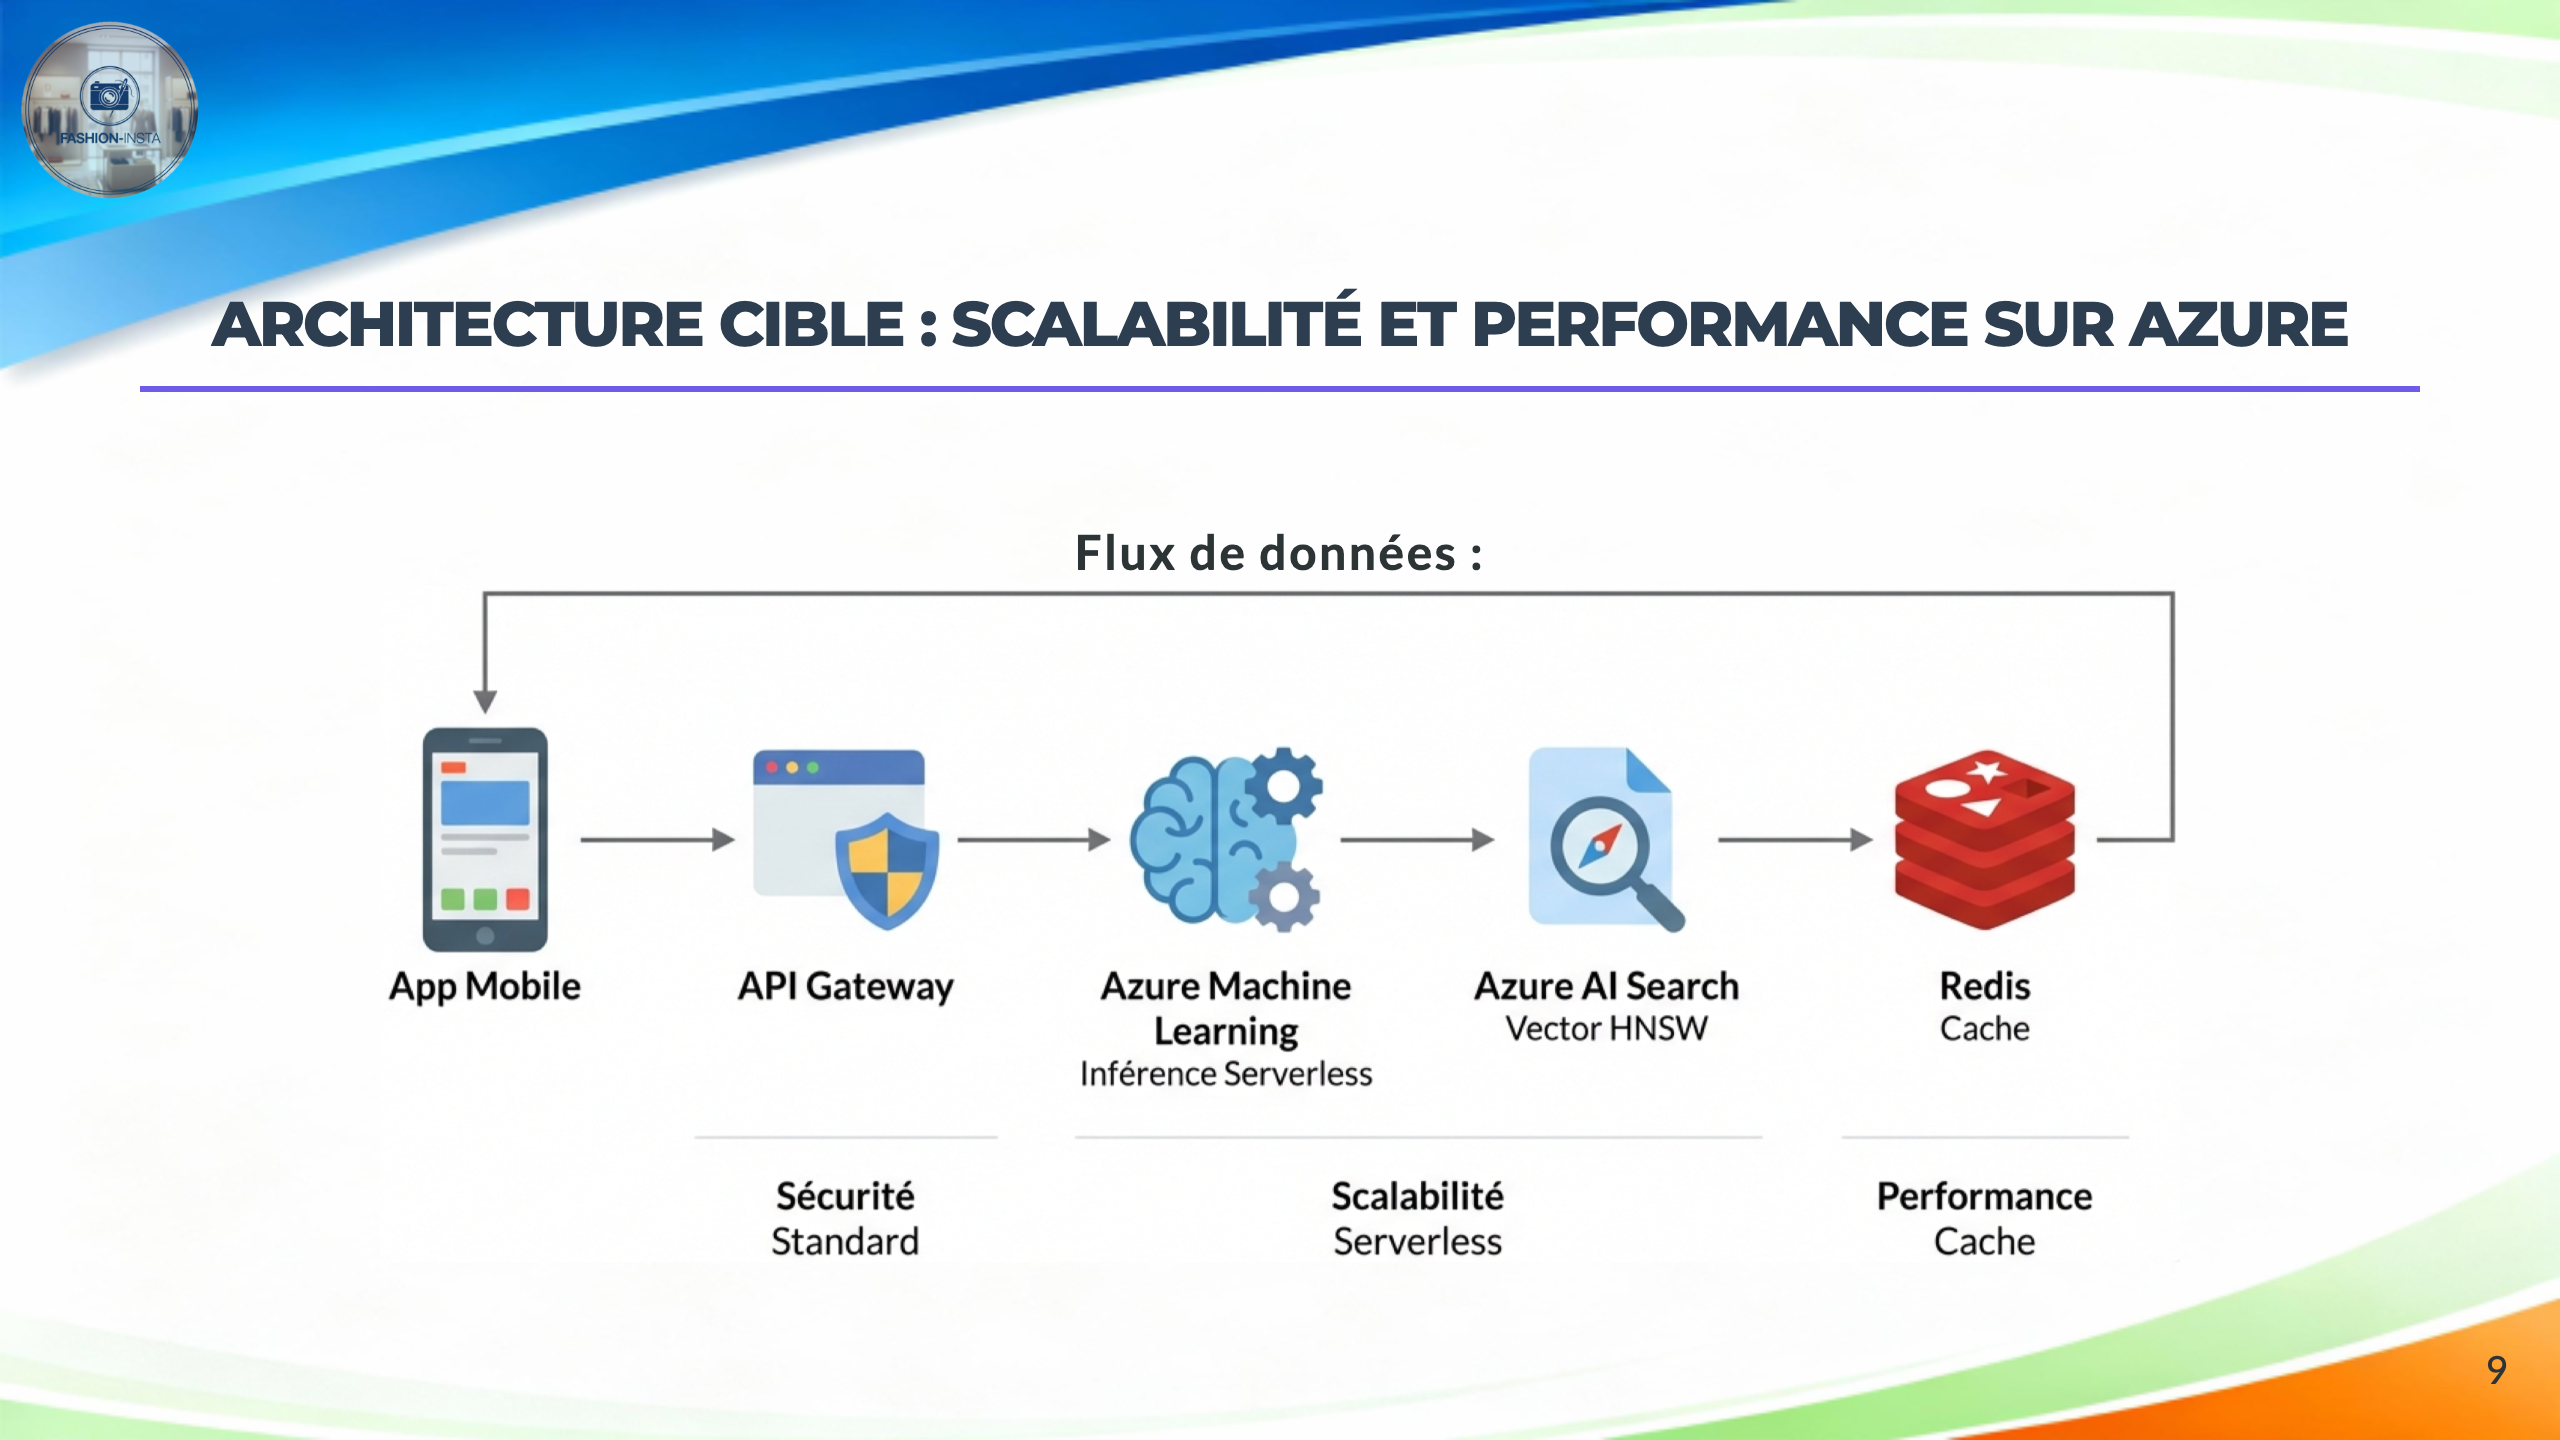 FASHION-INSTA
ARCHITECTURE CIBLE : SCALABILITÉ ET PERFORMANCE SUR AZURE
Flux de données :
App Mobile
API Gateway
Azure Machine
Learning
Inférence Serverless
Azure AI Search
Vector HNSW
Redis
Cache
Sécurité
Standard
Scalabilité
Serverless
Performance
Cache
9